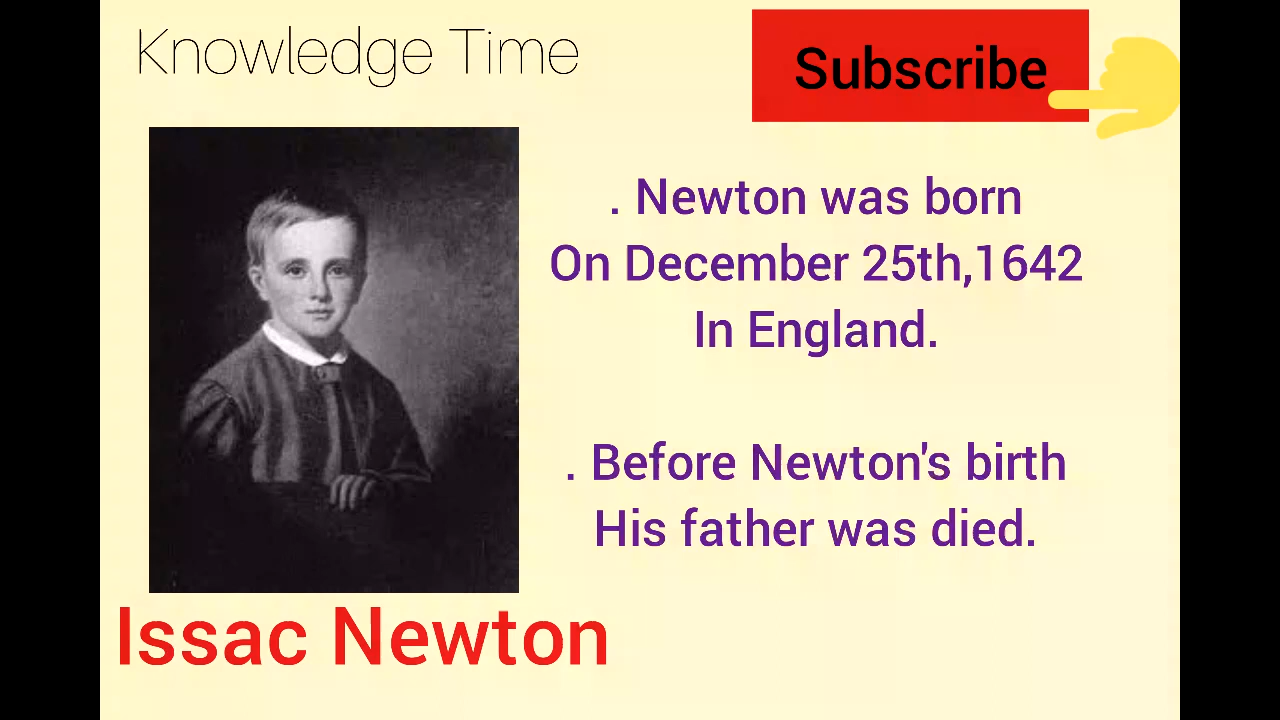 Knowledge Time
Subscribe
. Newton was born
On December 25th,1642
In England.
. Before Newton's birth
His father was died.
Issac Newton